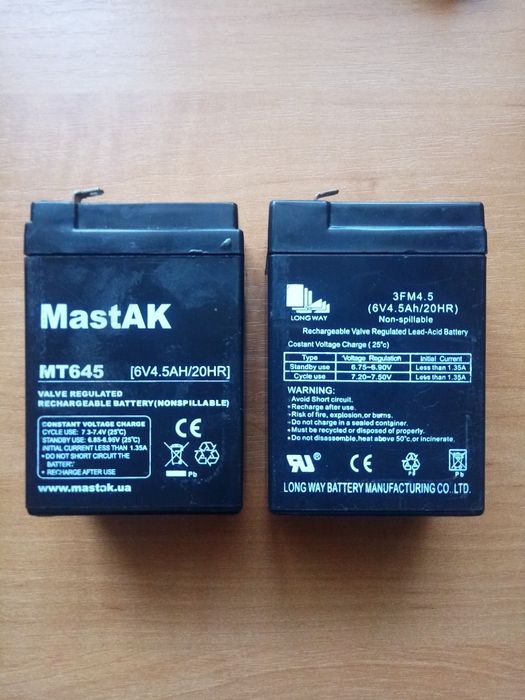 MastAK
MT645 [6V4.5AH/20HR]
VALVE REGULATED
RECHARGEABLE BATTERY(NONSPILLABLE)
CONSTANT VOLTAGE CHARGE
CYCLE USE: 7.3-7.4V (25°C)
STANDBY USE: 6.85-6.95V (25°C)
INITIAL CURRENT LESS THAN 1.35A
• DO NOT SHORT CIRCUIT THE
BATTERY
• RECHARGE AFTER USE
CE
Pb
www.mastak.ua
LONG WAY
3FM4.5
(6V4.5Ah/20HR)
Non-spillable
Rechargeable Valve Regulated Lead-Acid Battery
Costant Voltage Charge (25°c)
Type Voltage Regulation Initial Current
Standby use 6.75-6.90V Less than 1.35A
Cycle use 7.20-7.50V Less than 1.35A
WARNING:
Avoid Short circuit.
Recharge after use.
Risk of fire, explosion,or burns.
Do not charge in a sealed container.
Must be recycled or disposed of properly.
Do not disassemble,heat above 50°c,or incinerate.
RU
CE
Pb
LONG WAY BATTERY MANUFACTURING CO. LTD.